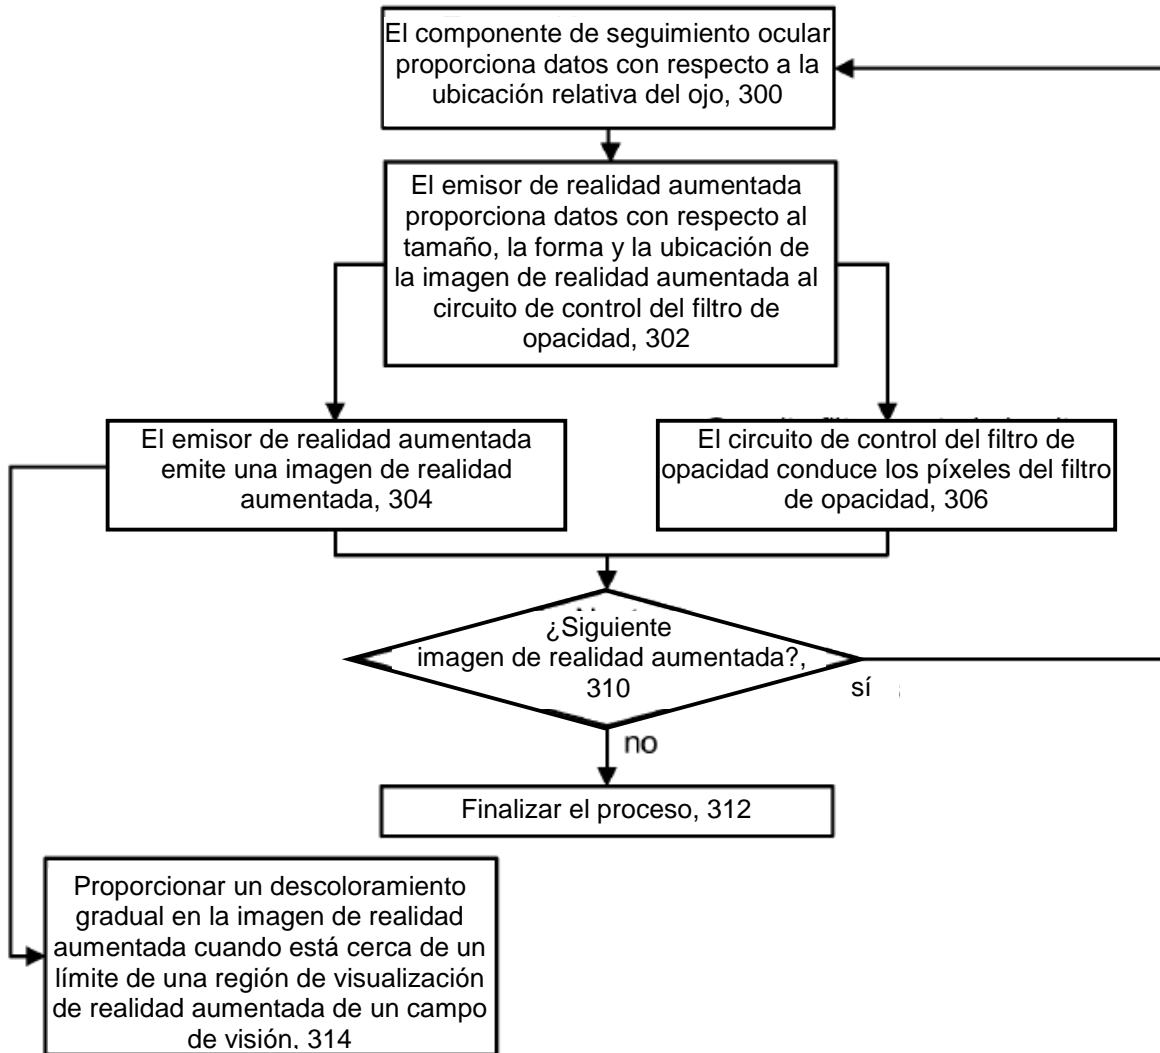 El componente de seguimiento ocular
proporciona datos con respecto a la
ubicación relativa del ojo, 300
El emisor de realidad aumentada
proporciona datos con respecto al
tamaño, la forma y la ubicación de
la imagen de realidad aumentada al
circuito de control del filtro de
opacidad, 302
El emisor de realidad aumentada
emite una imagen de realidad
aumentada, 304
El circuito de control del filtro de
opacidad conduce los píxeles del filtro
de opacidad, 306
¿Siguiente
imagen de realidad aumentada?,
310
sí
no
Finalizar el proceso, 312
Proporcionar un descoloramiento
gradual en la imagen de realidad
aumentada cuando está cerca de un
límite de una región de visualización
de realidad aumentada de un campo
de visión, 314